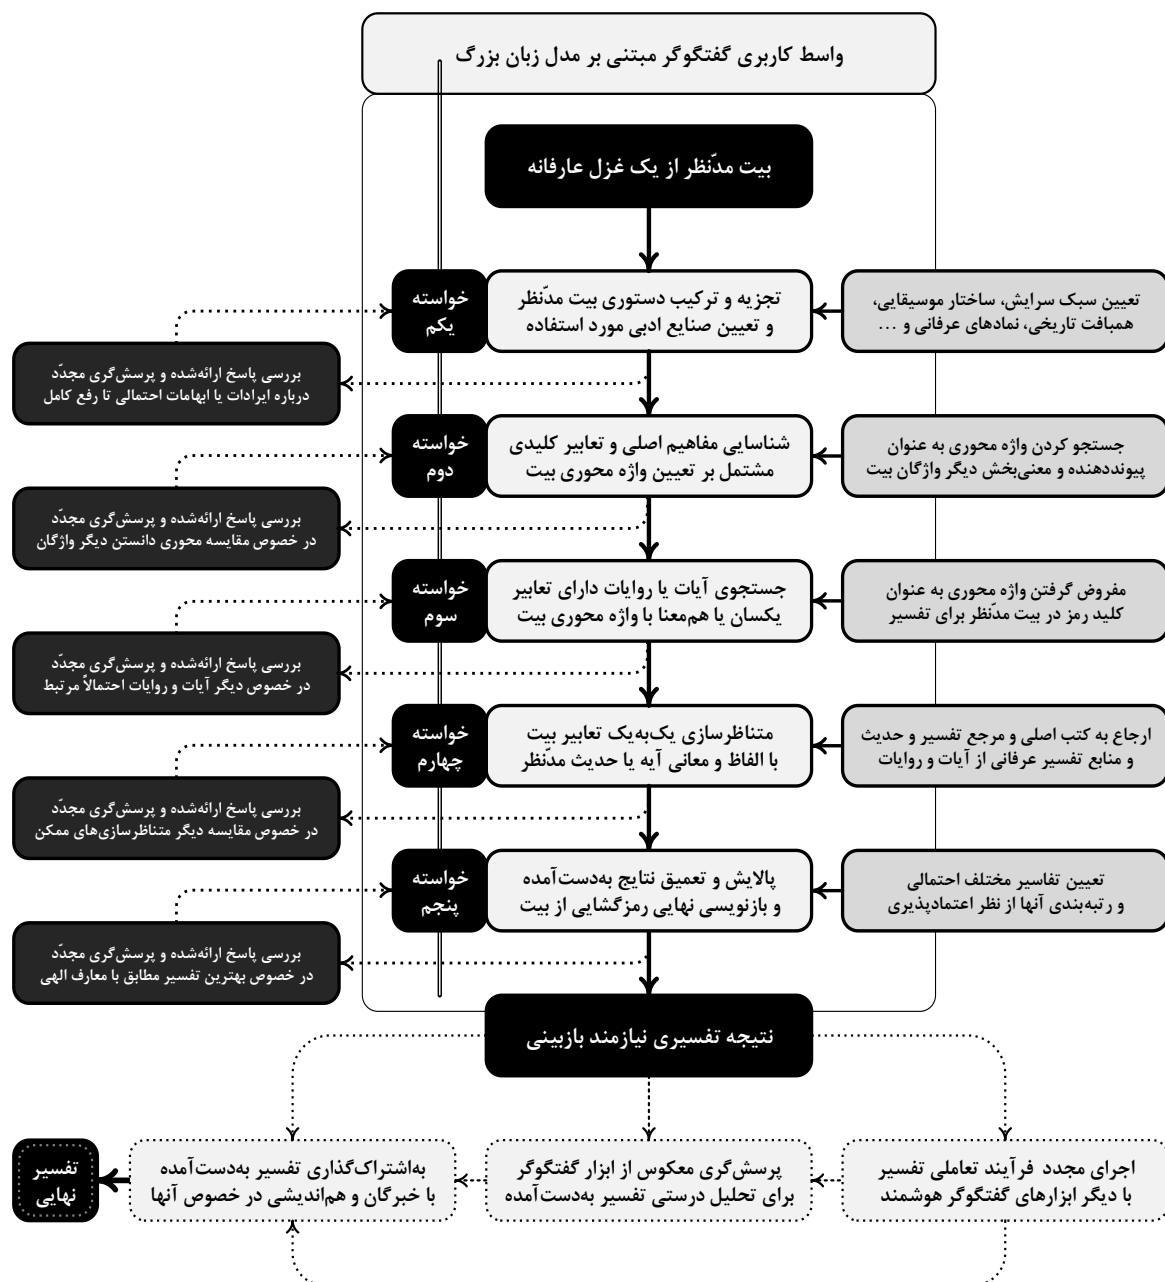 واسط کاربری گفتگوگر مبتنی بر مدل زبان بزرگ
بیت مدّنظر از یک غزل عارفانه
تعیین سبک سرایش، ساختار موسیقایی،
همبافت تاریخی، نمادهای عرفانی و ...
تجزیه و ترکیب دستوری بیت مدّنظر
و تعیین صنایع ادبی مورد استفاده
خواسته
یکم
بررسی پاسخ ارائه‌شده و پرسش‌گری مجدّد
درباره ایرادات یا ابهامات احتمالی تا رفع کامل
جستجو کردن واژه محوری به عنوان
پیونددهنده و معنی‌بخش دیگر واژگان بیت
شناسایی مفاهیم اصلی و تعابیر کلیدی
مشتمل بر تعیین واژه محوری بیت
خواسته
دوم
بررسی پاسخ ارائه‌شده و پرسش‌گری مجدّد
در خصوص مقایسه محوری دانستن دیگر واژگان
مفروض گرفتن واژه محوری به عنوان
کلید رمز در بیت مدّنظر برای تفسیر
جستجوی آیات یا روایات دارای تعابیر
یکسان یا هم‌معنا با واژه محوری بیت
خواسته
سوم
بررسی پاسخ ارائه‌شده و پرسش‌گری مجدّد
در خصوص دیگر آیات و روایات احتمالاً مرتبط
ارجاع به کتب اصلی و مرجع تفسیر و حدیث
و منابع تفسیر عرفانی از آیات و روایات
متناظرسازی یک‌به‌یک تعابیر بیت
با الفاظ و معانی آیه یا حدیث مدّنظر
خواسته
چهارم
بررسی پاسخ ارائه‌شده و پرسش‌گری مجدّد
در خصوص مقایسه دیگر متناظرسازی‌های ممکن
تعیین تفاسیر مختلف احتمالی
و رتبه‌بندی آنها از نظر اعتمادپذیری
پالایش و تعمیق نتایج به‌دست‌آمده
و بازنویسی نهایی رمزگشایی از بیت
خواسته
پنجم
بررسی پاسخ ارائه‌شده و پرسش‌گری مجدّد
در خصوص بهترین تفسیر مطابق با معارف الهی
نتیجه تفسیری نیازمند بازبینی
اجرای مجدد فرآیند تعاملی تفسیر
با دیگر ابزارهای گفتگوگر هوشمند
پرسش‌گری معکوس از ابزار گفتگوگر
برای تحلیل درستی تفسیر به‌دست‌آمده
به‌اشتراک‌گذاری تفسیر به‌دست‌آمده
با خبرگان و هم‌اندیشی در خصوص آنها
تفسیر
نهایی